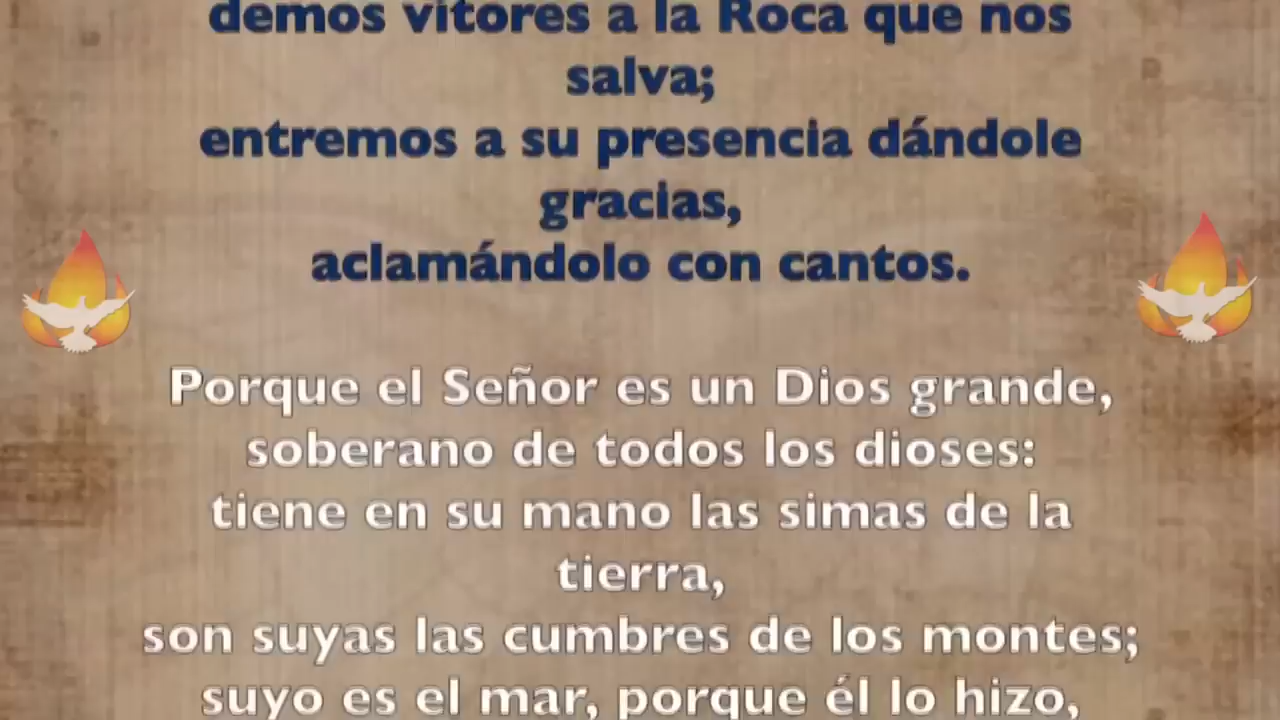 demos vítores a la Roca que nos
salva;
entremos a su presencia dándole
gracias,
aclamándolo con cantos.
Porque el Señor es un Dios grande,
soberano de todos los dioses:
tiene en su mano las simas de la
tierra,
son suyas las cumbres de los montes;
suyo es el mar, porque él lo hizo,